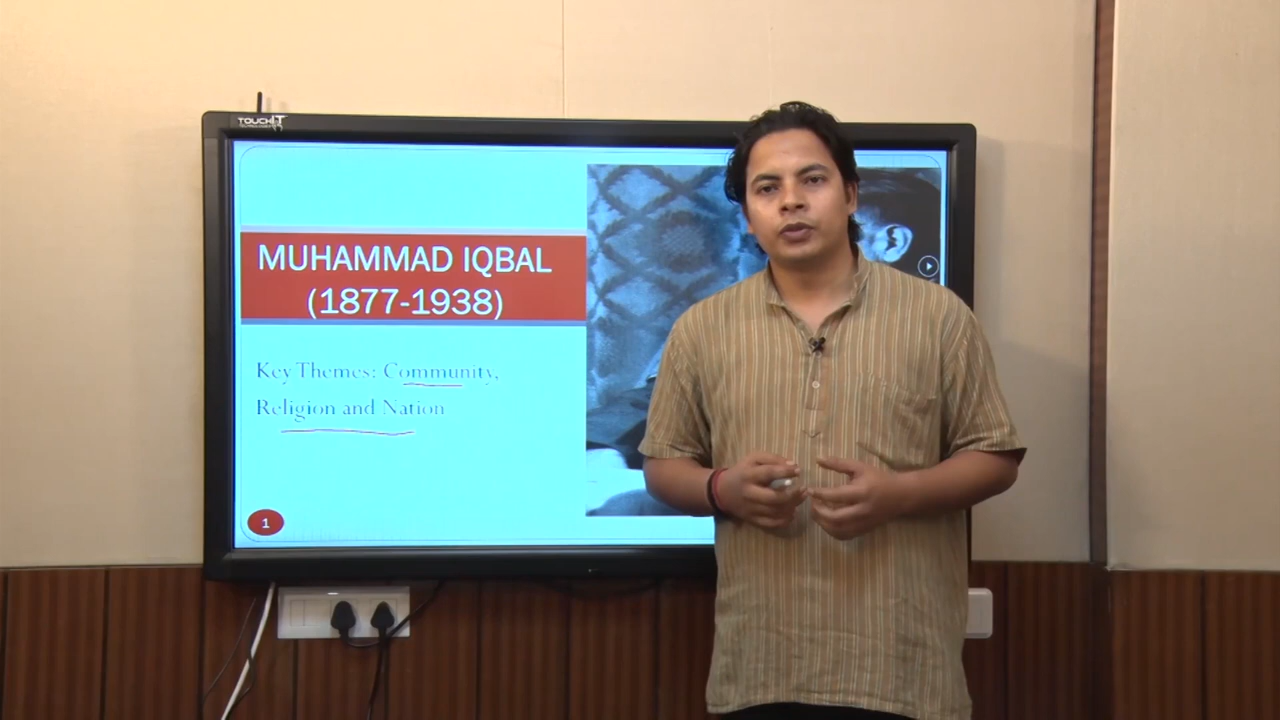 TOUCHIT
MUHAMMAD IQBAL
(1877-1938)
Key Themes: Community,
Religion and Nation
1